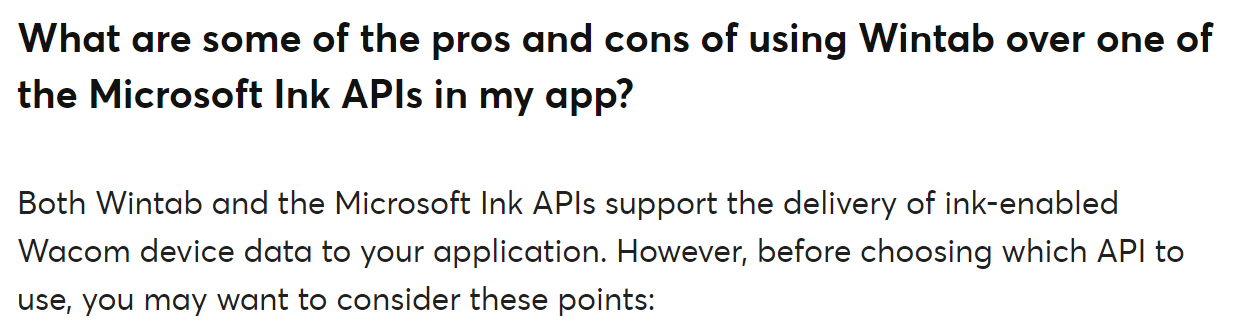 What are some of the pros and cons of using Wintab over one of
the Microsoft Ink APIs in my app?
Both Wintab and the Microsoft Ink APIs support the delivery of ink-enabled
Wacom device data to your application. However, before choosing which API to
use, you may want to consider these points: